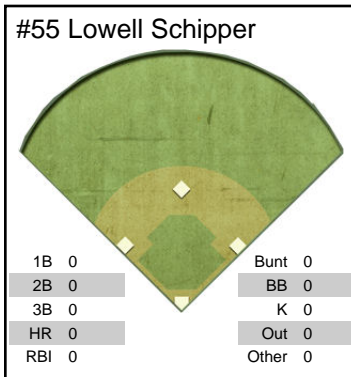 #55 Lowell Schipper
1B 0
2B 0
3B 0
HR 0
RBI 0
Bunt 0
BB 0
K 0
Out 0
Other 0